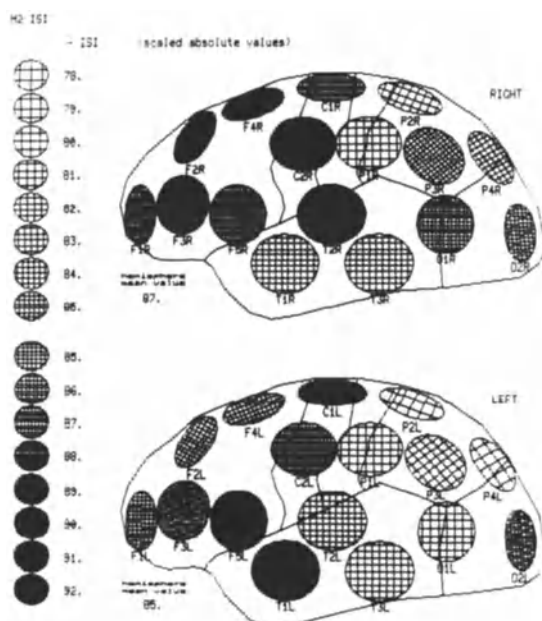 H2 ISI
- ISI (scaled absolute values)
78.
79.
80.
81.
82.
83.
84.
85.
85.
86.
87.
88.
89.
90.
91.
92.
RIGHT
C1R
F4R
P2R
F2R
C2R
P1R
P3R
P4R
F1R
F3R
F5R
T2R
O1R
O2R
T1R
T3R
hemisphere
mean value
87.
LEFT
C1L
F4L
P2L
F2L
C2L
P1L
P3L
P4L
F1L
F3L
F5L
T2L
O1L
O2L
T1L
T3L
hemisphere
mean value
85.